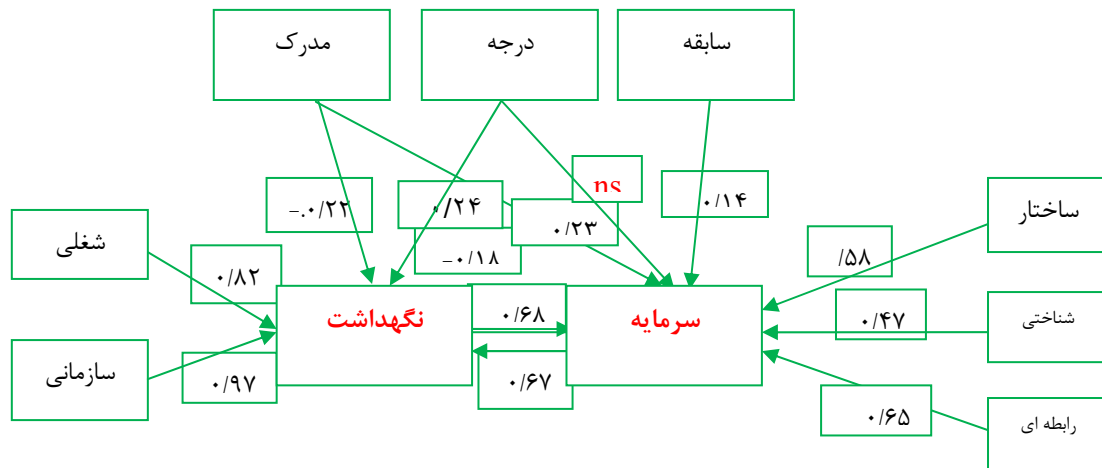 سابقه
درجه
مدرک
ns
-.۰/۲۲
۰/۲۴
۰/۲۳
۰/۱۴
-۰/۱۸
ساختار
شغلی
/۵۸
۰/۸۲
سرمایه
نگهداشت
۰/۶۸
۰/۴۷
شناختی
سازمانی
۰/۹۷
۰/۶۷
۰/۶۵
رابطه ای